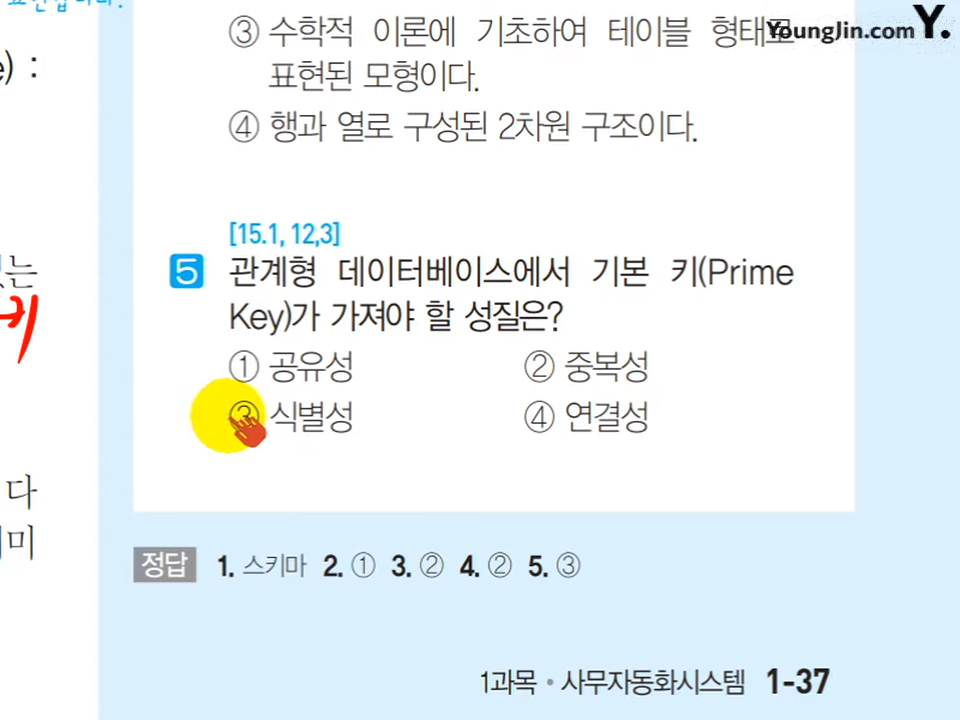 ③ 수학적 이론에 기초하여 테이블 형태로
YoungJin.com Y.
e) :
표현된 모형이다.
④ 행과 열로 구성된 2차원 구조이다.
[15.1, 12,3]
는
5 관계형 데이터베이스에서 기본 키(Prime
키
Key)가 가져야 할 성질은?
① 공유성 ② 중복성
③ 식별성 ④ 연결성
다
미
정답 1. 스키마 2. ① 3. ② 4. ② 5. ③
1과목 • 사무자동화시스템 1-37